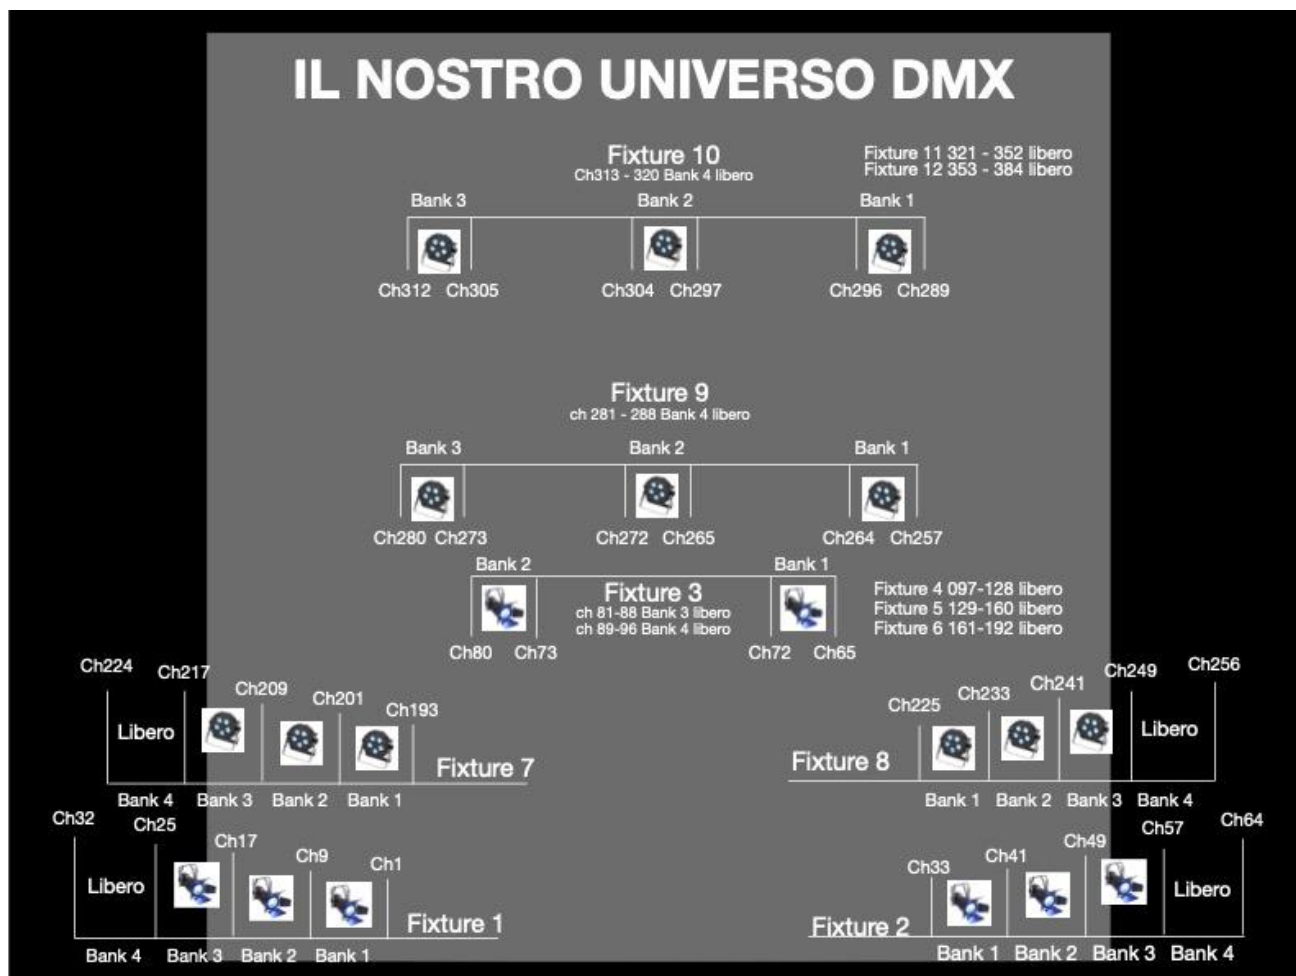 IL NOSTRO UNIVERSO DMX
Fixture 10
Ch313 - 320 Bank 4 libero
Fixture 11 321 - 352 libero
Fixture 12 353 - 384 libero
Bank 3 Bank 2 Bank 1
Ch312 Ch305 Ch304 Ch297 Ch296 Ch289
Fixture 9
ch 281 - 288 Bank 4 libero
Bank 3 Bank 2 Bank 1
Ch280 Ch273 Ch272 Ch265 Ch264 Ch257
Bank 2 Bank 1
Fixture 3
ch 81-88 Bank 3 libero
ch 89-96 Bank 4 libero
Fixture 4 097-128 libero
Fixture 5 129-160 libero
Fixture 6 161-192 libero
Ch80 Ch73 Ch72 Ch65
Ch224 Ch217 Ch209 Ch201 Ch193
Libero
Fixture 7
Bank 4 Bank 3 Bank 2 Bank 1
Ch225 Ch233 Ch241 Ch249 Ch256
Libero
Fixture 8
Bank 1 Bank 2 Bank 3 Bank 4
Ch32 Ch25 Ch17 Ch9 Ch1
Libero
Fixture 1
Bank 4 Bank 3 Bank 2 Bank 1
Ch33 Ch41 Ch49 Ch57 Ch64
Libero
Fixture 2
Bank 1 Bank 2 Bank 3 Bank 4